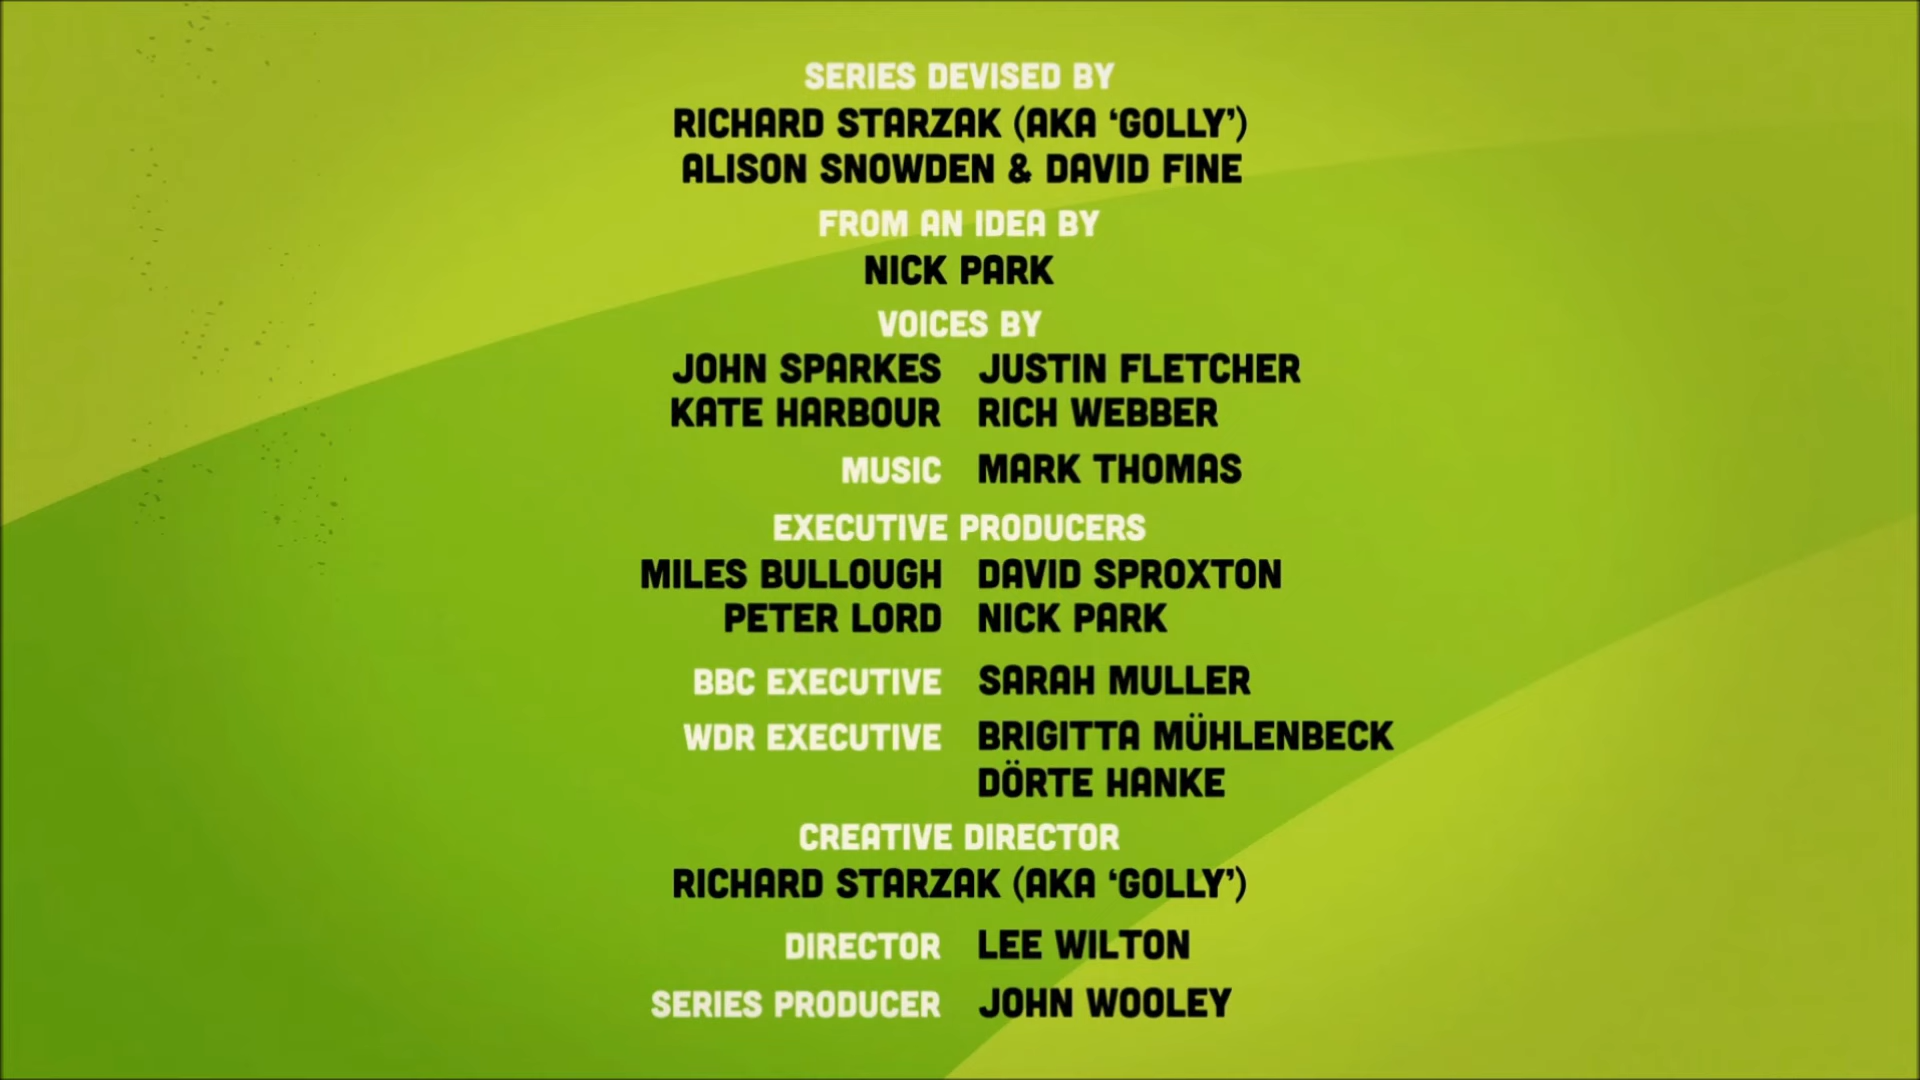 SERIES DEVISED BY
RICHARD STARZAK (AKA ‘GOLLY’)
ALISON SNOWDEN & DAVID FINE
FROM AN IDEA BY
NICK PARK
VOICES BY
JOHN SPARKES JUSTIN FLETCHER
KATE HARBOUR RICH WEBBER
MUSIC MARK THOMAS
EXECUTIVE PRODUCERS
MILES BULLOUGH DAVID SPROXTON
PETER LORD NICK PARK
BBC EXECUTIVE SARAH MULLER
WDR EXECUTIVE BRIGITTA MÜHLENBECK
DÖRTE HANKE
CREATIVE DIRECTOR
RICHARD STARZAK (AKA ‘GOLLY’)
DIRECTOR LEE WILTON
SERIES PRODUCER JOHN WOOLEY